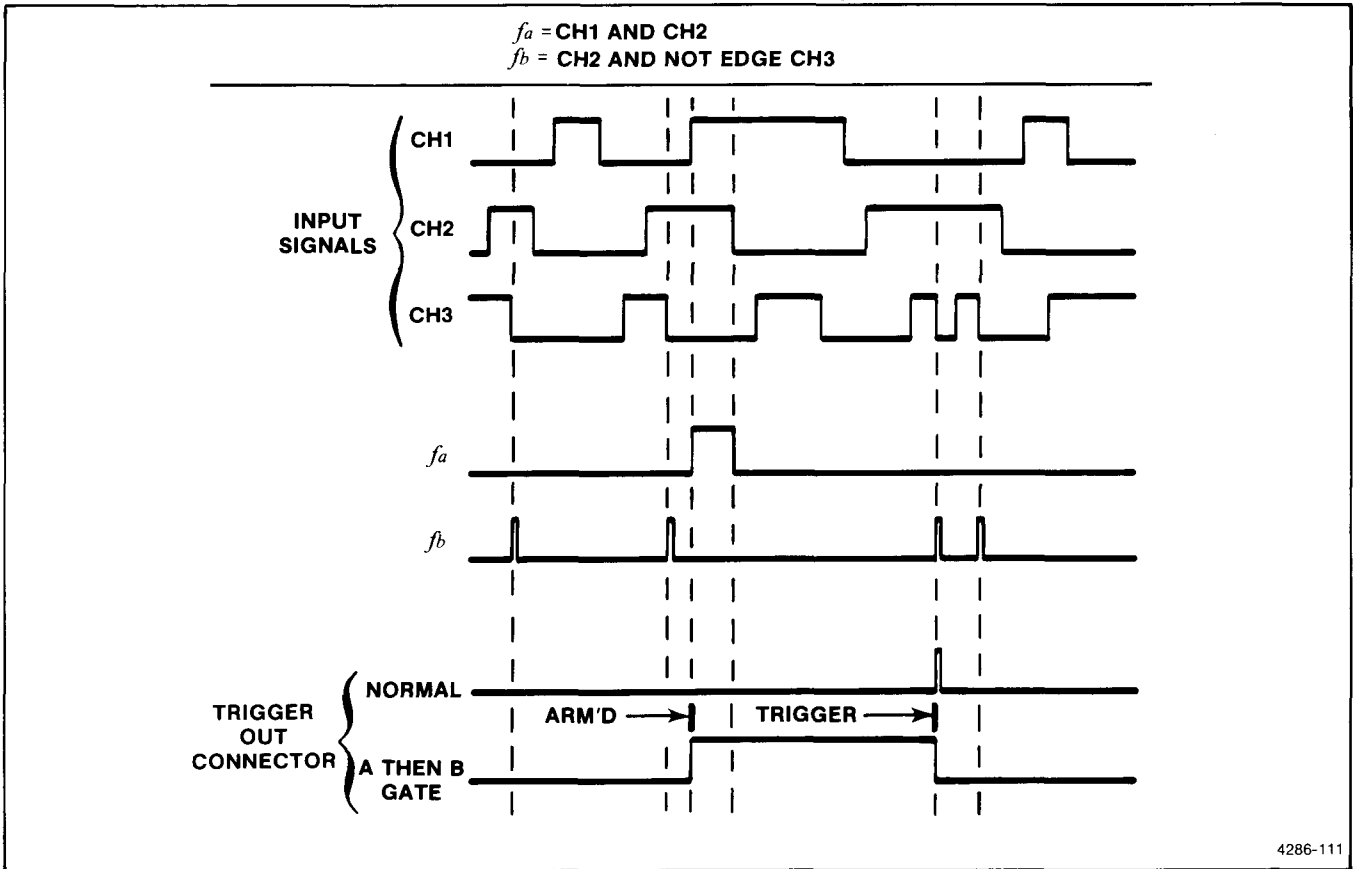 fa = CH1 AND CH2
fb = CH2 AND NOT EDGE CH3
INPUT
SIGNALS
CH1
CH2
CH3
fa
fb
TRIGGER
OUT
CONNECTOR
NORMAL
ARM'D
TRIGGER
A THEN B
GATE
4286-111